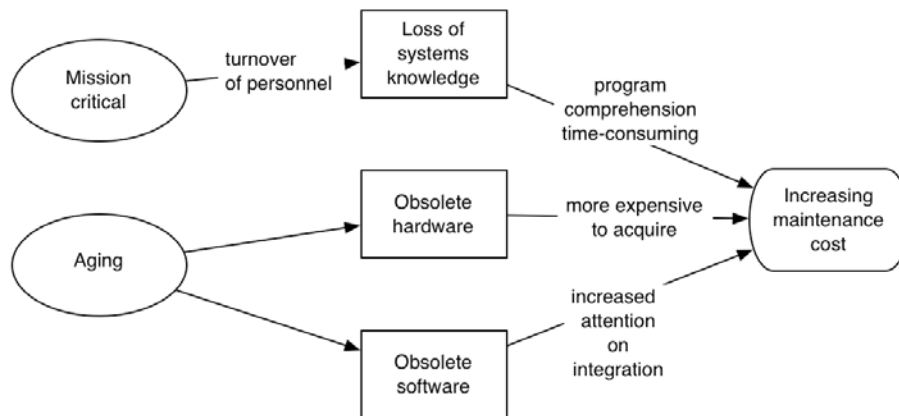 Mission
critical
turnover
of personnel
Loss of
systems
knowledge
program
comprehension
time-consuming
Aging
Obsolete
hardware
more expensive
to acquire
Increasing
maintenance
cost
Obsolete
software
increased
attention
on
integration